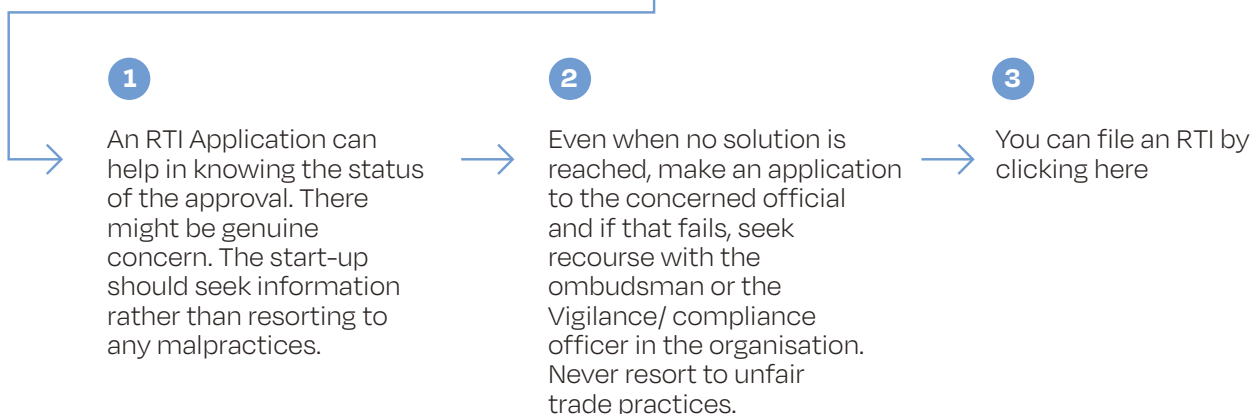 1
An RTI Application can
help in knowing the status
of the approval. There
might be genuine
concern. The start-up
should seek information
rather than resorting to
any malpractices.
2
Even when no solution is
reached, make an application
to the concerned official
and if that fails, seek
recourse with the
ombudsman or the
Vigilance/ compliance
officer in the organisation.
Never resort to unfair
trade practices.
3
You can file an RTI by
clicking here